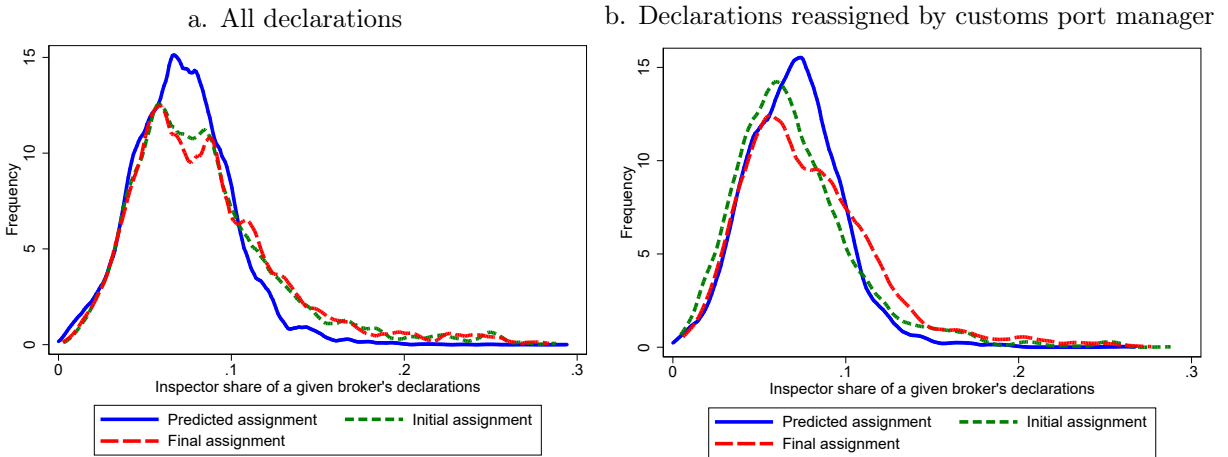 a. All declarations
15
10
5
0
Frequency
0
.1
.2
.3
Inspector share of a given broker's declarations
Predicted assignment
Initial assignment
Final assignment
b. Declarations reassigned by customs port manager
15
10
5
0
Frequency
0
.1
.2
.3
Inspector share of a given broker's declarations
Predicted assignment
Initial assignment
Final assignment